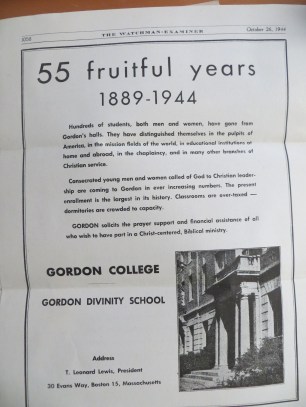 THE WATCHMAN-EXAMINER
October 26, 1944
55 fruitful years
1889-1944
Hundreds of students, both men and women, have gone from
Gordon's halls. They have distinguished themselves in the pulpits of
America, in the mission fields of the world, in educational institutions at
home and abroad, in the chaplaincy, and in many other branches of
Christian service.
Consecrated young men and women called of God to Christian leader-
ship are coming to Gordon in ever increasing numbers. The present
enrollment is the largest in its history. Classrooms are over-taxed —
dormitories are crowded to capacity.
GORDON solicits the prayer support and financial assistance of all
who wish to have part in a Christ-centered, Biblical ministry.
GORDON COLLEGE
GORDON DIVINITY SCHOOL
Address
T. Leonard Lewis, President
30 Evans Way, Boston 15, Massachusetts